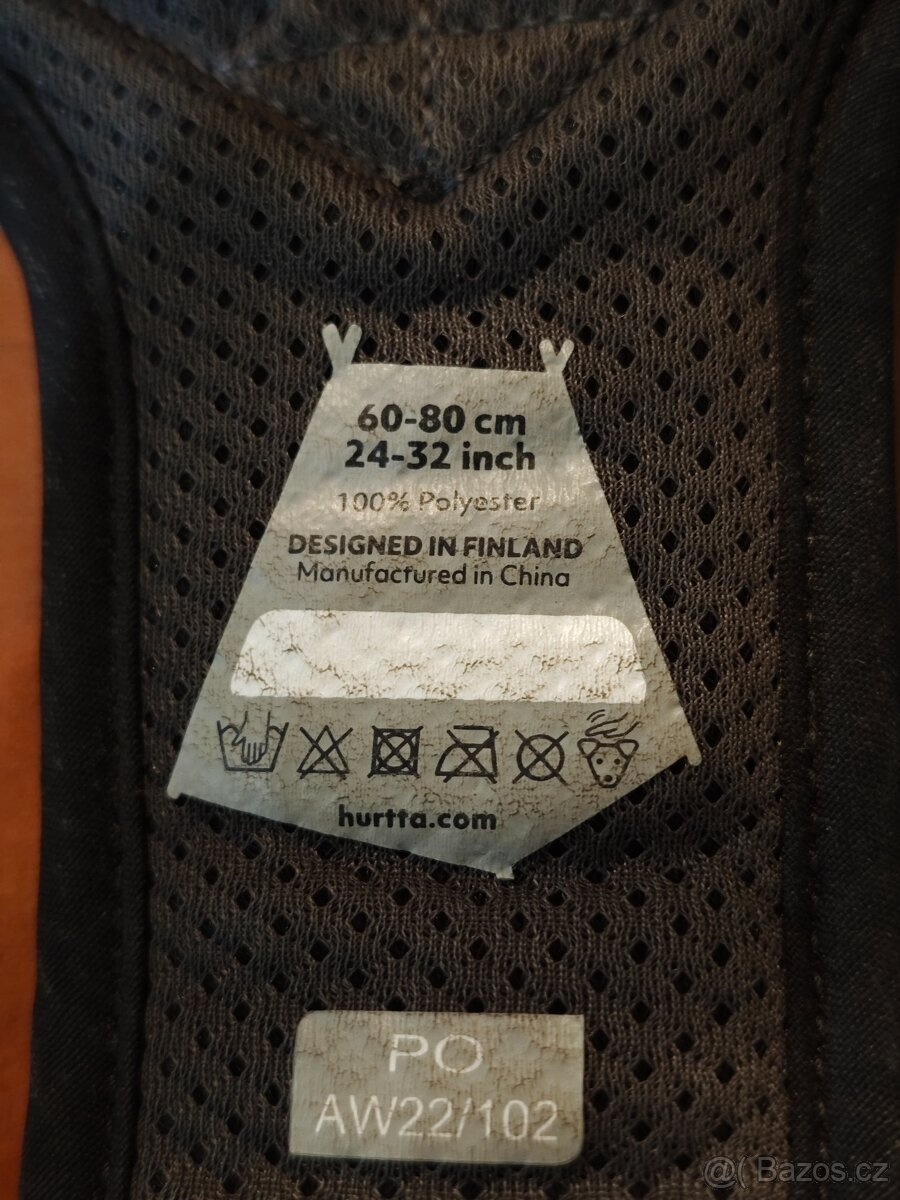 60-80 cm
24-32 inch
100% Polyester
DESIGNED IN FINLAND
Manufactured in China
hurtta.com
PO
AW22/102
@( Bazos.cz